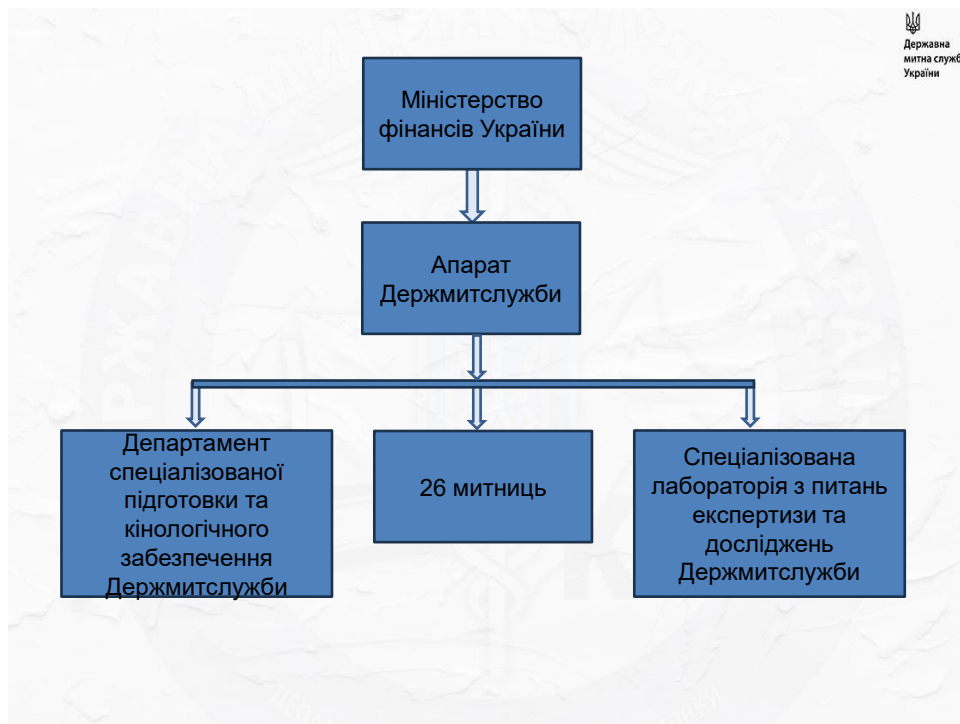 Державна
митна служб
України
Міністерство
фінансів України
Апарат
Держмитслужби
Департамент
спеціалізованої
підготовки та
кінологічного
забезпечення
Держмитслужби
26 митниць
Спеціалізована
лабораторія з питань
експертизи та
досліджень
Держмитслужби